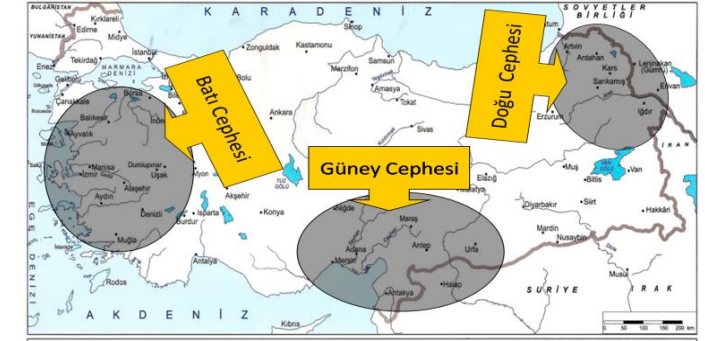 BULGARİSTAN
KARADENİZ
SOVYETLER
BİRLİĞİ
Kırklareli
Edirne
Midye
YUNANİSTAN
Sinop
Zonguldak
Kastamonu
Artvin
Ardahan
Leninakan
(Gümrü)
Kars
Sarıkamış
Erivan
Iğdır
Aras
Erzurum
Doğu Cephesi
Enez
Tekirdağ
İstanbul
MARMARA
DENİZİ
Gelibolu
Çanakkale
Bolu
Merzifon
Samsun
Amasya
Tokat
Bursa
Batı Cephesi
Balıkesir
Ayvalık
Ankara
Sivas
İRAN
Manisa
İzmir
Dumlupınar
Uşak
Alaşehir
Aydın
Denizli
Muğla
Burdur
Isparta
Akşehir
Konya
TUZ
GÖLÜ
Güney Cephesi
Niğde
Maraş
Adana
Mersin
Antep
Urfa
Antakya
Halep
Elazığ
Muş
Bitlis
VAN
GÖLÜ
Van
Diyarbakır
Siirt
Hakkâri
Mardin
Nusaybin
Musul
SURİYE
IRAK
EGE DENİZİ
Rodos
Antalya
AKDENİZ
Kıbrıs
0 50 100 150 200 km.